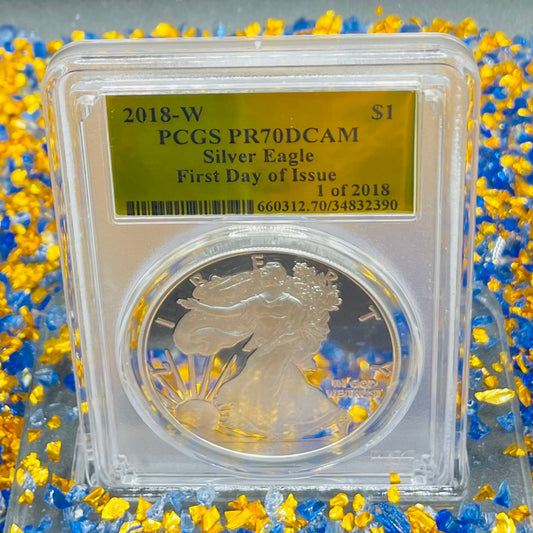 2018-W $1
PCGS PR70DCAM
Silver Eagle
First Day of Issue
1 of 2018
660312.70/34832390
L I B E R T Y
IN GOD
WE TRUST